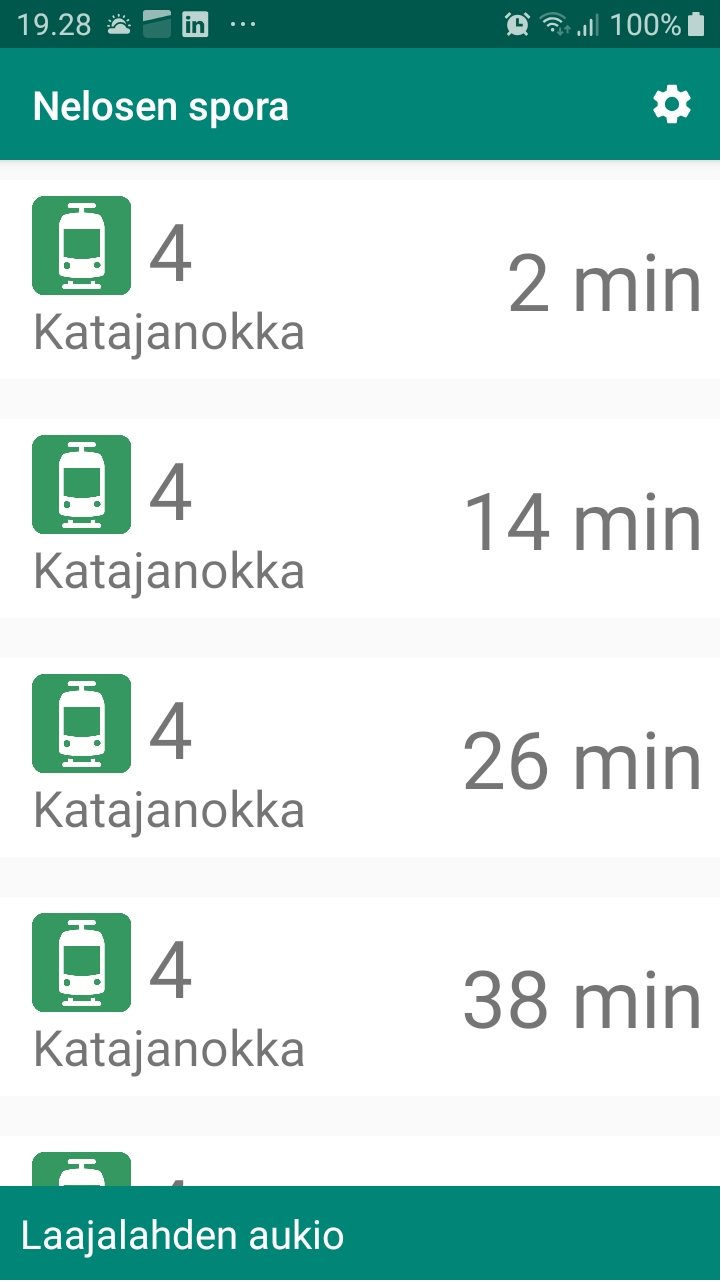 19.28 100%
Nelosen spora
4
2 min
Katajanokka
4
14 min
Katajanokka
4
26 min
Katajanokka
4
38 min
Katajanokka
Laajalahden aukio